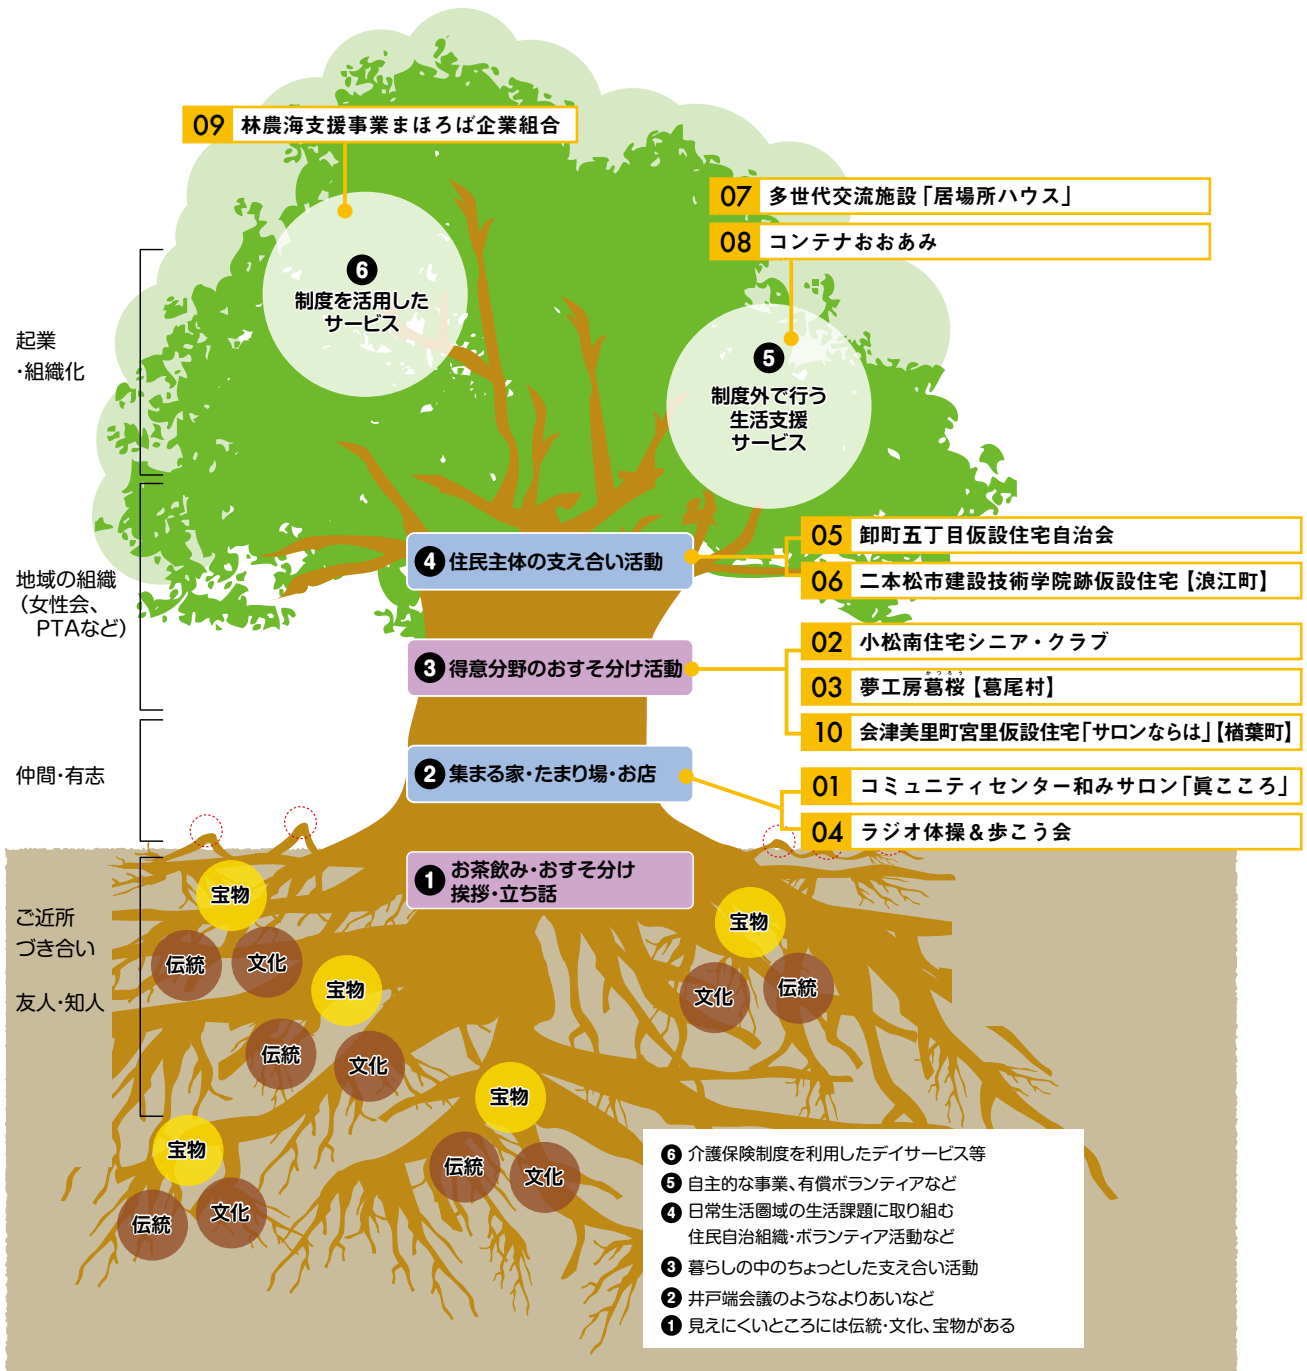 09 林農海支援事業まほろば企業組合
07 多世代交流施設「居場所ハウス」
08 コンテナおおあみ
6
制度を活用した
サービス
5
制度外で行う
生活支援
サービス
起業
・組織化
4 住民主体の支え合い活動
05 卸町五丁目仮設住宅自治会
06 二本松市建設技術学院跡仮設住宅【浪江町】
地域の組織
(女性会、
PTAなど)
3 得意分野のおすそ分け活動
02 小松南住宅シニア・クラブ
かつろう
03 夢工房葛桜【葛尾村】
10 会津美里町宮里仮設住宅「サロンならは」【楢葉町】
仲間・有志
2 集まる家・たまり場・お店
01 コミュニティセンター和みサロン「眞こころ」
04 ラジオ体操&歩こう会
1 お茶飲み・おすそ分け
挨拶・立ち話
ご近所
づき合い
友人・知人
宝物
伝統
文化
宝物
伝統
文化
宝物
文化
伝統
宝物
伝統
文化
宝物
伝統
文化
6 介護保険制度を利用したデイサービス等
5 自主的な事業、有償ボランティアなど
4 日常生活圏域の生活課題に取り組む
住民自治組織・ボランティア活動など
3 暮らしの中のちょっとした支え合い活動
2 井戸端会議のようなよりあいなど
1 見えにくいところには伝統・文化、宝物がある